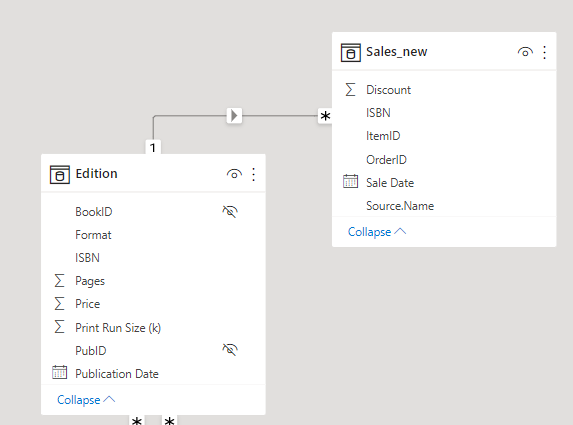 Sales_new
Discount
ISBN
ItemID
OrderID
Sale Date
Source.Name
Collapse
*
1
Edition
BookID
Format
ISBN
Pages
Price
Print Run Size (k)
PubID
Publication Date
Collapse
* *